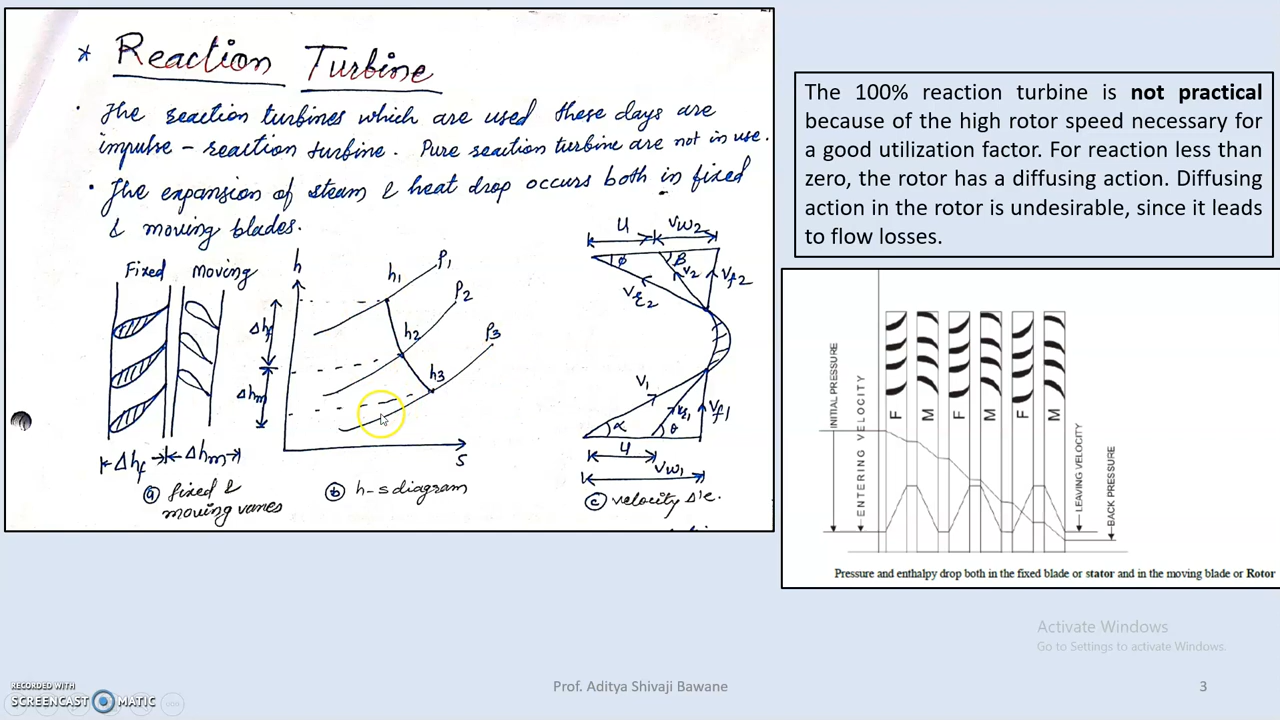 * Reaction Turbine
· The reaction turbines which are used these days are
impulse - reaction turbine. Pure reaction turbine are not in use.
· The expansion of steam & heat drop occurs both in fixed
& moving blades.
Fixed Moving
Δhf Δhm
ⓐ fixed &
moving vanes
h
h1 P1
P2
h2
P3
h3
Δhf
Δhm
S
ⓑ h-s diagram
U Vw2
φ β
V2 Vf2
Vr2
V1 Vr1 Vf1
α θ
U
Vw1
ⓒ velocity Δle.
The 100% reaction turbine is not practical
because of the high rotor speed necessary for
a good utilization factor. For reaction less than
zero, the rotor has a diffusing action. Diffusing
action in the rotor is undesirable, since it leads
to flow losses.
INITIAL PRESSURE
ENTERING VELOCITY
F M F M F M
LEAVING VELOCITY
BACK PRESSURE
Pressure and enthalpy drop both in the fixed blade or stator and in the moving blade or Rotor
Activate Windows
Go to Settings to activate Windows.
RECORDED WITH
SCREENCAST MATIC
Prof. Aditya Shivaji Bawane
3